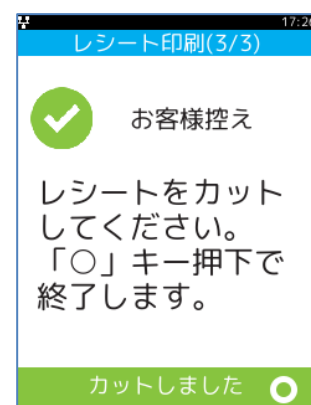 17:26
レシート印刷(3/3)
お客様控え
レシートをカット
してください。
「○」キー押下で
終了します。
カットしました